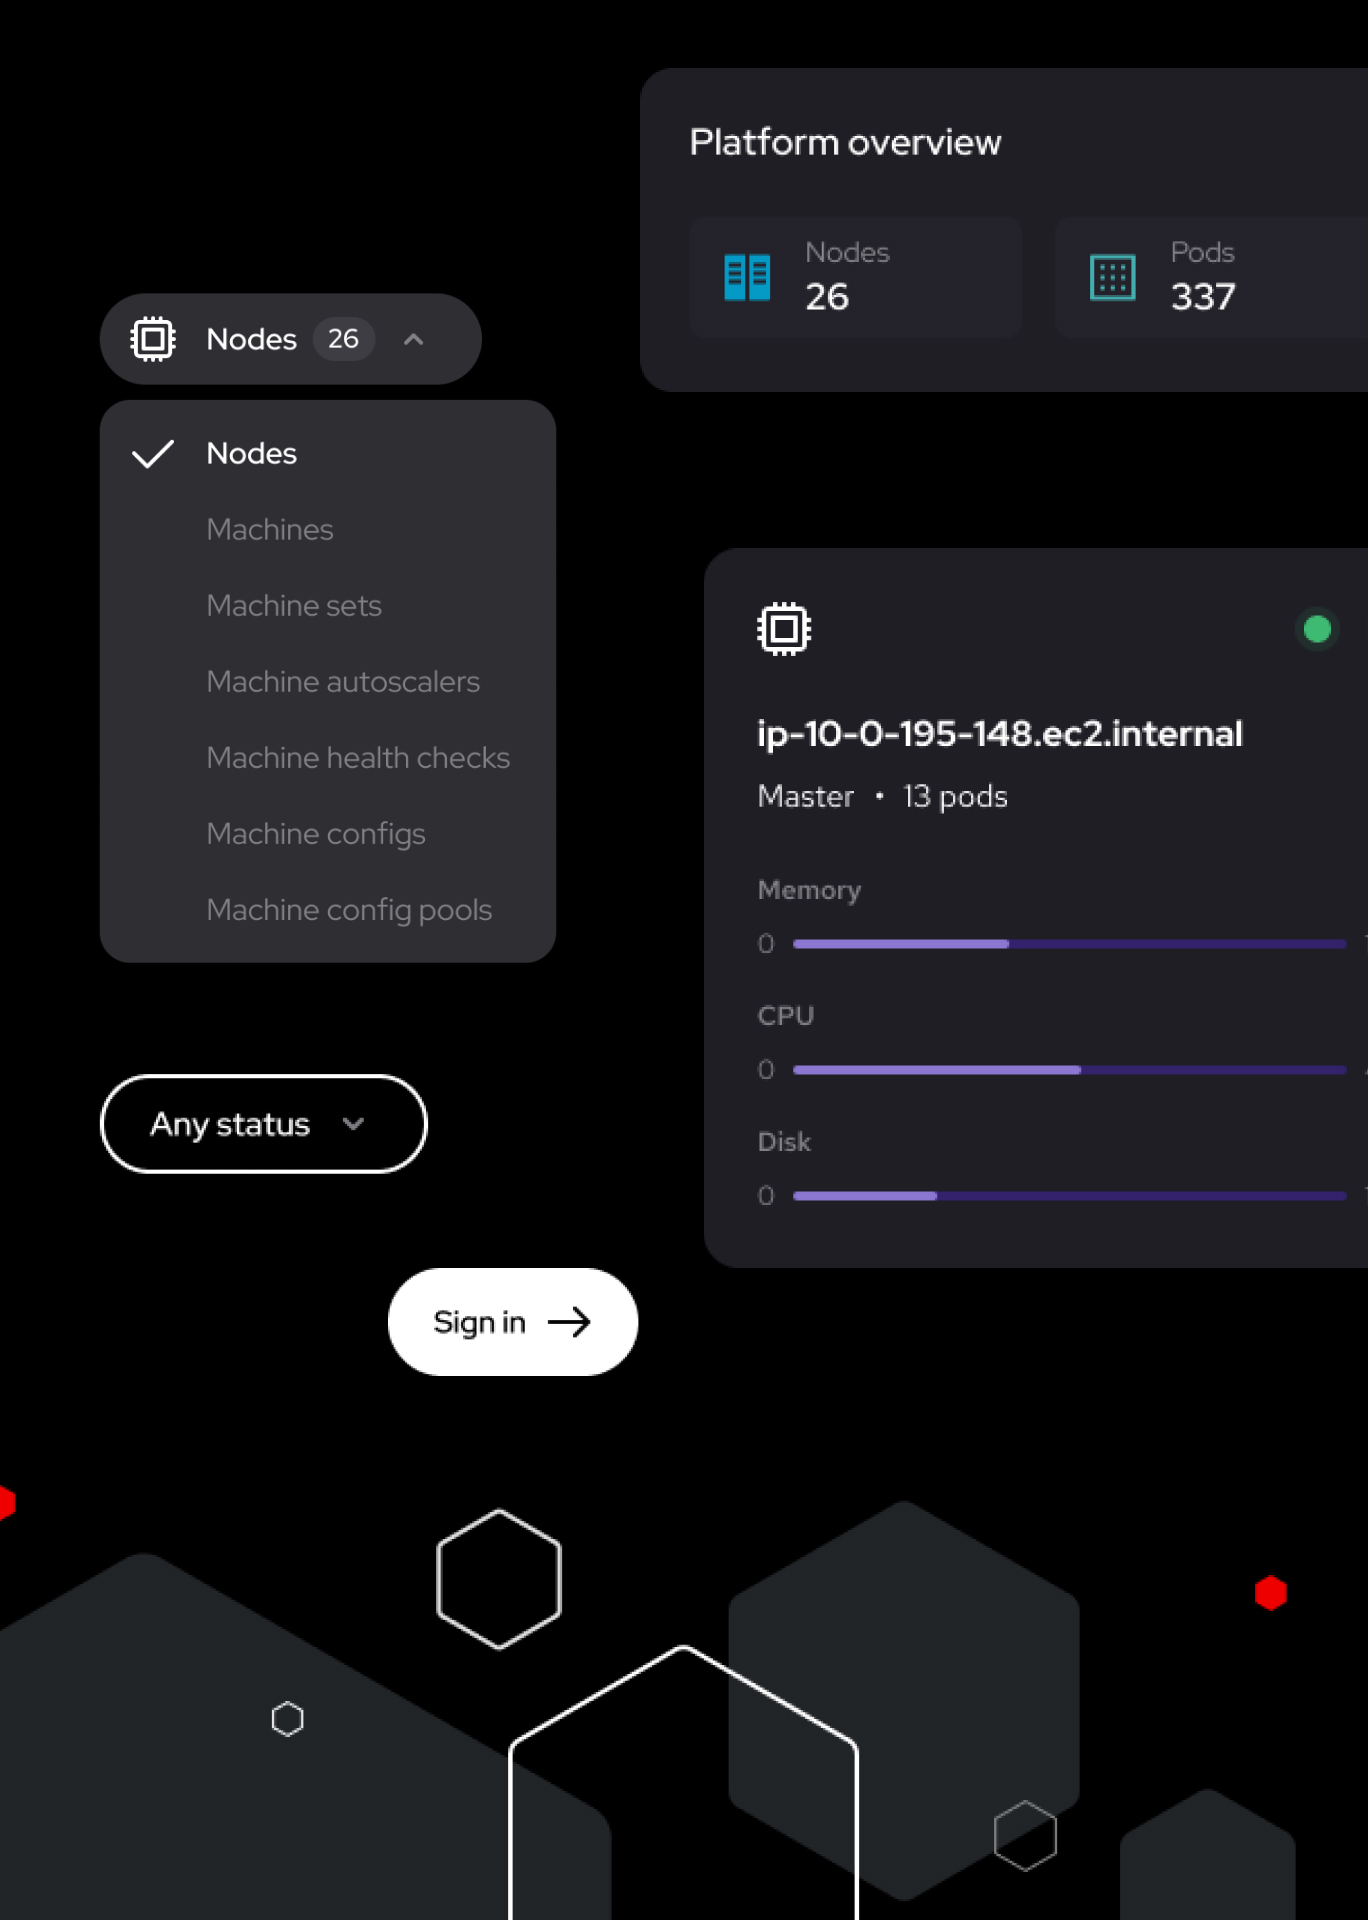 Platform overview
Nodes
26
Pods
337
Nodes 26
Nodes
Machines
Machine sets
Machine autoscalers
Machine health checks
Machine configs
Machine config pools
ip-10-0-195-148.ec2.internal
Master • 13 pods
Memory
0
CPU
0
Disk
0
Any status
Sign in